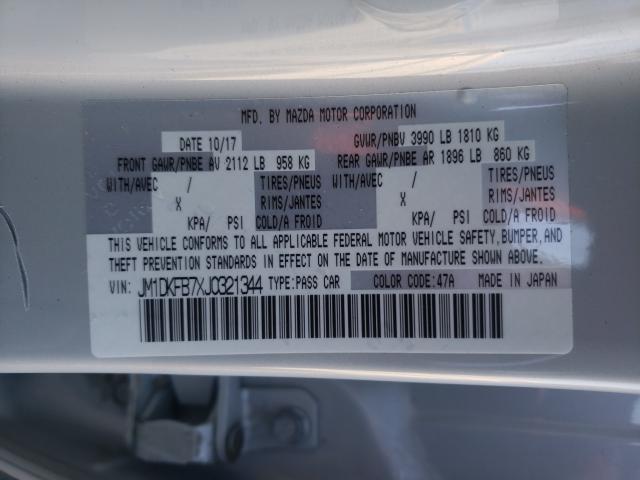 MFD. BY MAZDA MOTOR CORPORATION
DATE 10/17 GVWR/PNBV 3990 LB 1810 KG
FRONT GAWR/PNBE AV 2112 LB 958 KG REAR GAWR/PNBE AR 1896 LB 860 KG
WITH/AVEC / TIRES/PNEUS WITH/AVEC / TIRES/PNEUS
X RIMS/JANTES X RIMS/JANTES
KPA/ PSI COLD/A FROID KPA/ PSI COLD/A FROID
THIS VEHICLE CONFORMS TO ALL APPLICABLE FEDERAL MOTOR VEHICLE SAFETY, BUMPER, AND
THEFT PREVENTION STANDARDS IN EFFECT ON THE DATE OF MANUFACTURE SHOWN ABOVE.
VIN: JM1DKFB7XJ0321344 TYPE:PASS CAR COLOR CODE:47A MADE IN JAPAN